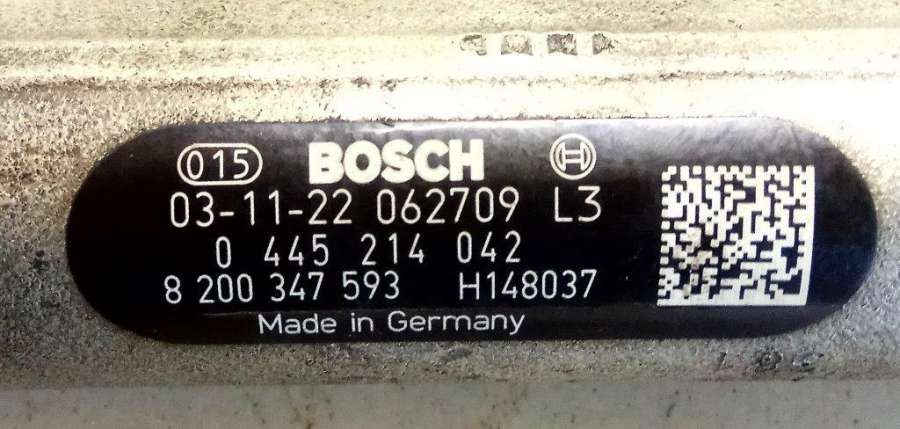 015 BOSCH H
03-11-22 062709 L3
0 445 214 042
8 200 347 593 H148037
Made in Germany